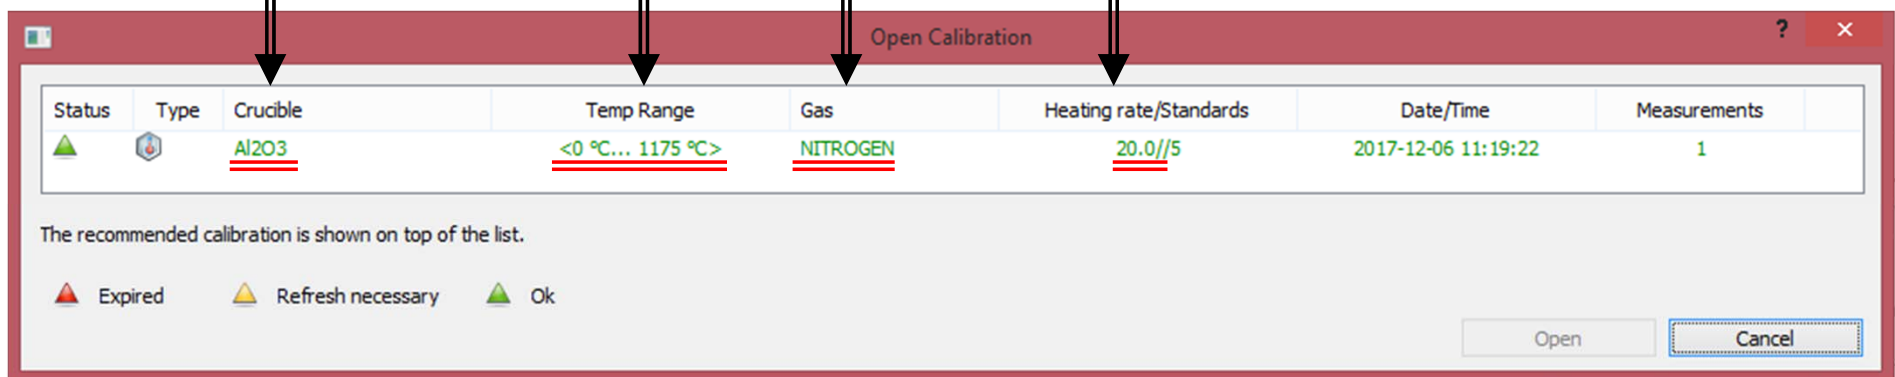 Open Calibration ?
Status Type Crucible Temp Range Gas Heating rate/Standards Date/Time Measurements
Al2O3 <0 °C... 1175 °C> NITROGEN 20.0//5 2017-12-06 11:19:22 1
The recommended calibration is shown on top of the list.
Expired Refresh necessary Ok
Open Cancel